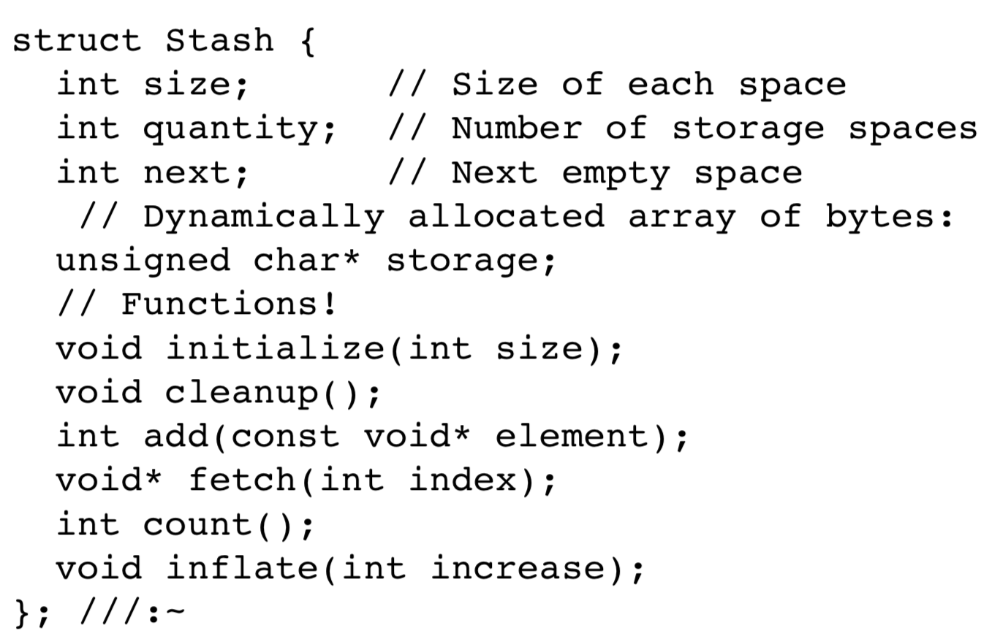 struct Stash {
  int size;      // Size of each space
  int quantity;  // Number of storage spaces
  int next;      // Next empty space
   // Dynamically allocated array of bytes:
  unsigned char* storage;
  // Functions!
  void initialize(int size);
  void cleanup();
  int add(const void* element);
  void* fetch(int index);
  int count();
  void inflate(int increase);
}; ///:~